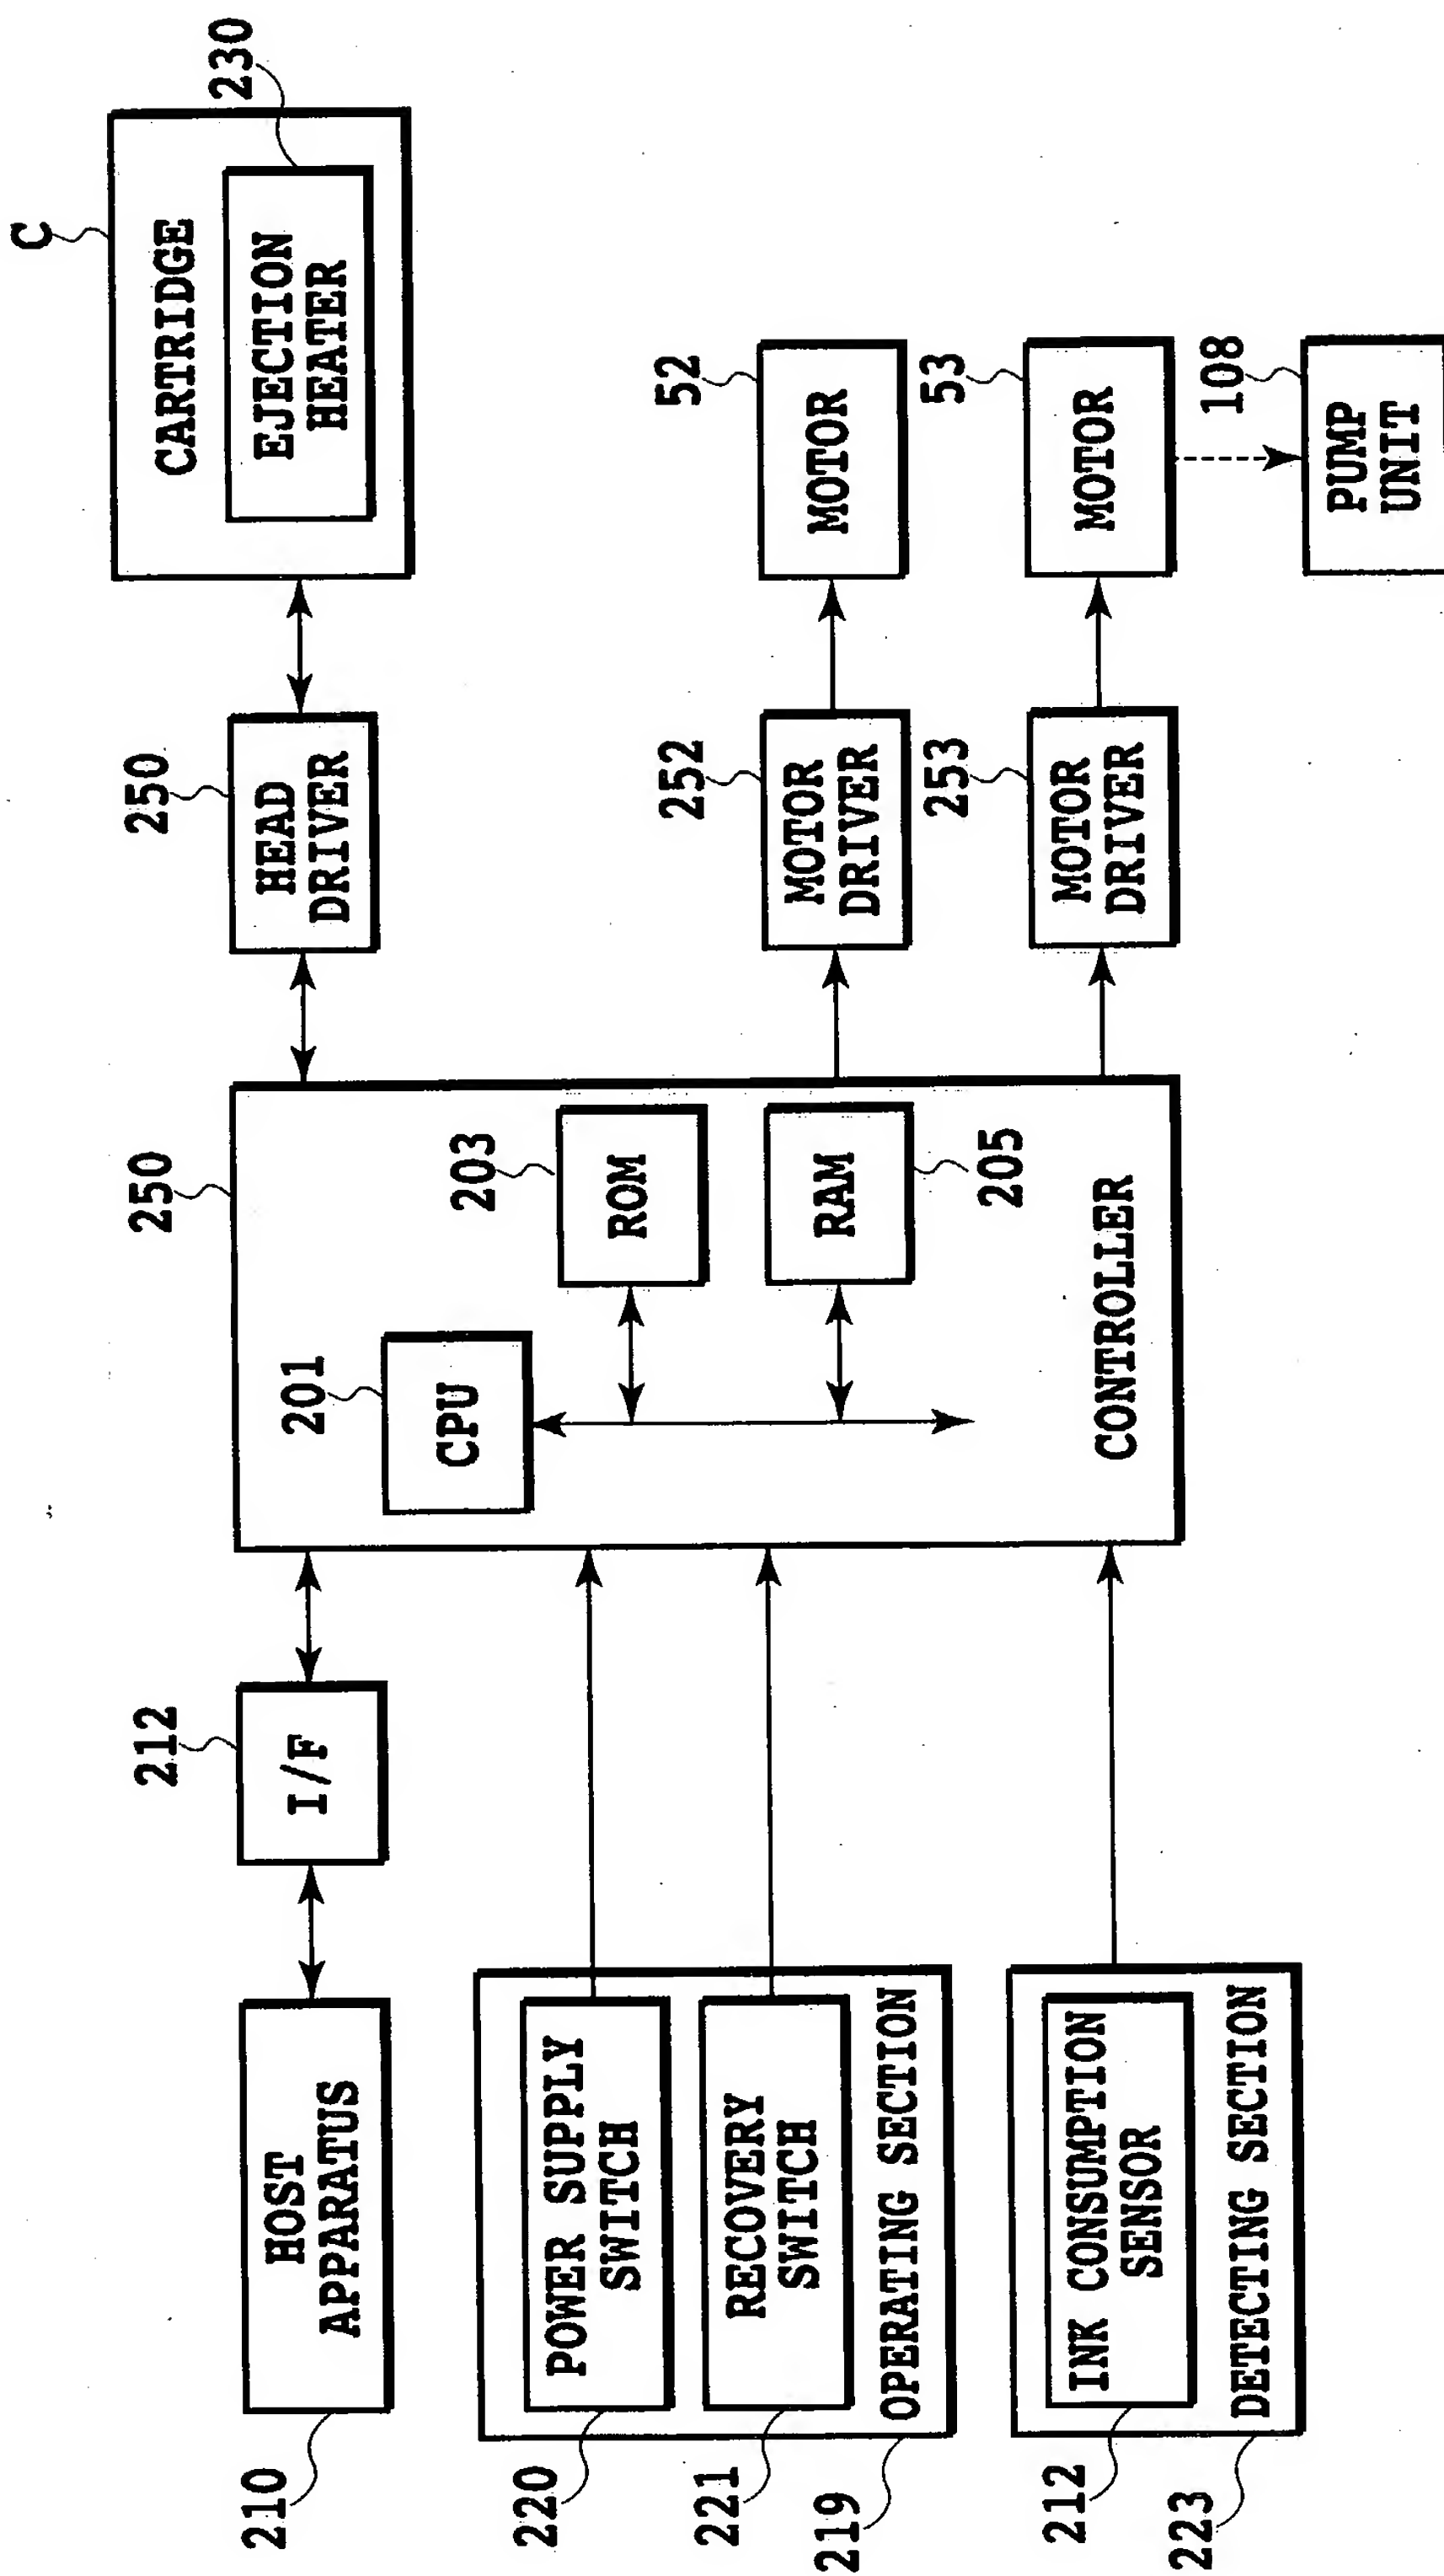 C
230
CARTRIDGE
EJECTION
HEATER
250
HEAD
DRIVER
250
201
CPU
203
ROM
RAM
205
CONTROLLER
212
I/F
HOST
APPARATUS
210
52
MOTOR
252
MOTOR
DRIVER
53
MOTOR
253
MOTOR
DRIVER
108
PUMP
UNIT
POWER SUPPLY
SWITCH
220
RECOVERY
SWITCH
221
OPERATING SECTION
219
INK CONSUMPTION
SENSOR
212
DETECTING SECTION
223